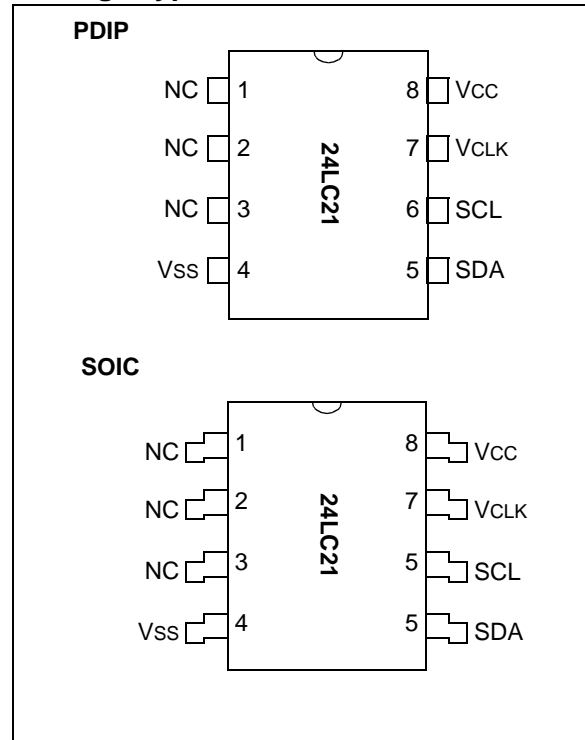 PDIP
NC 1 8 VCC
NC 2 7 VCLK
NC 3 6 SCL
VSS 4 5 SDA
24LC21
SOIC
NC 1 8 VCC
NC 2 7 VCLK
NC 3 5 SCL
VSS 4 5 SDA
24LC21